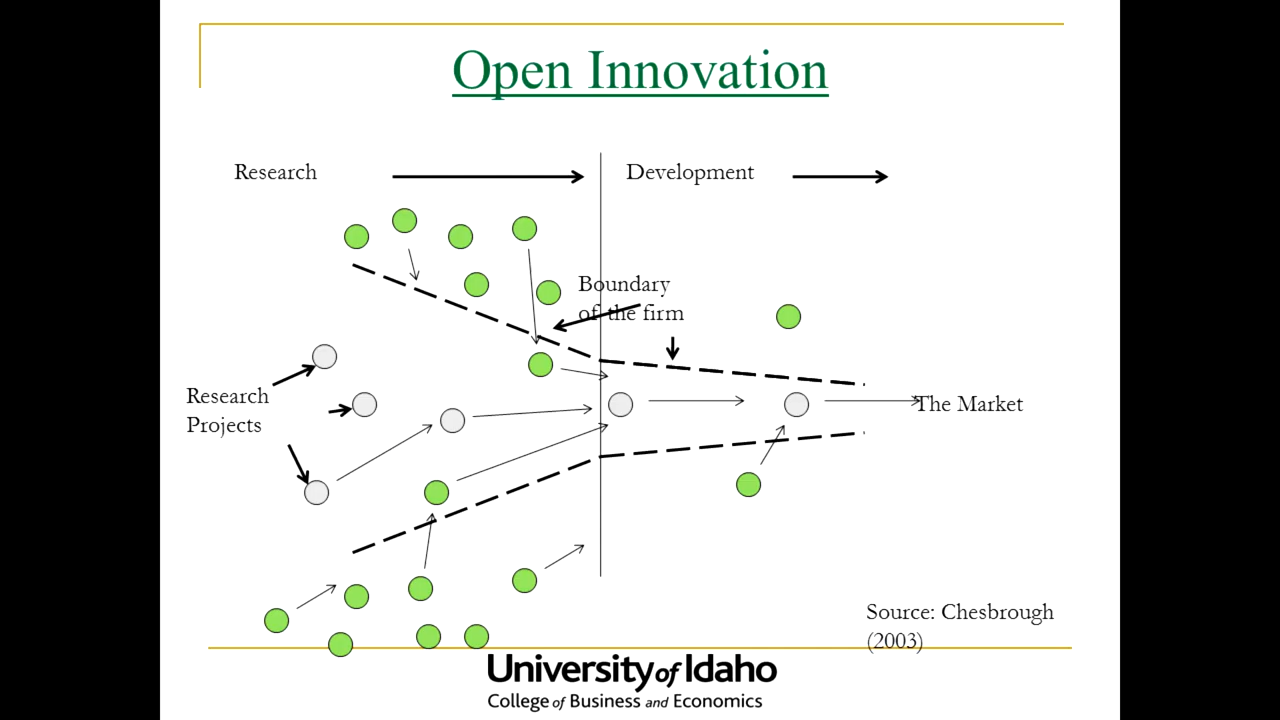 Open Innovation
Research
Development
Boundary
of the firm
Research
Projects
The Market
Source: Chesbrough
(2003)
University of Idaho
College of Business and Economics